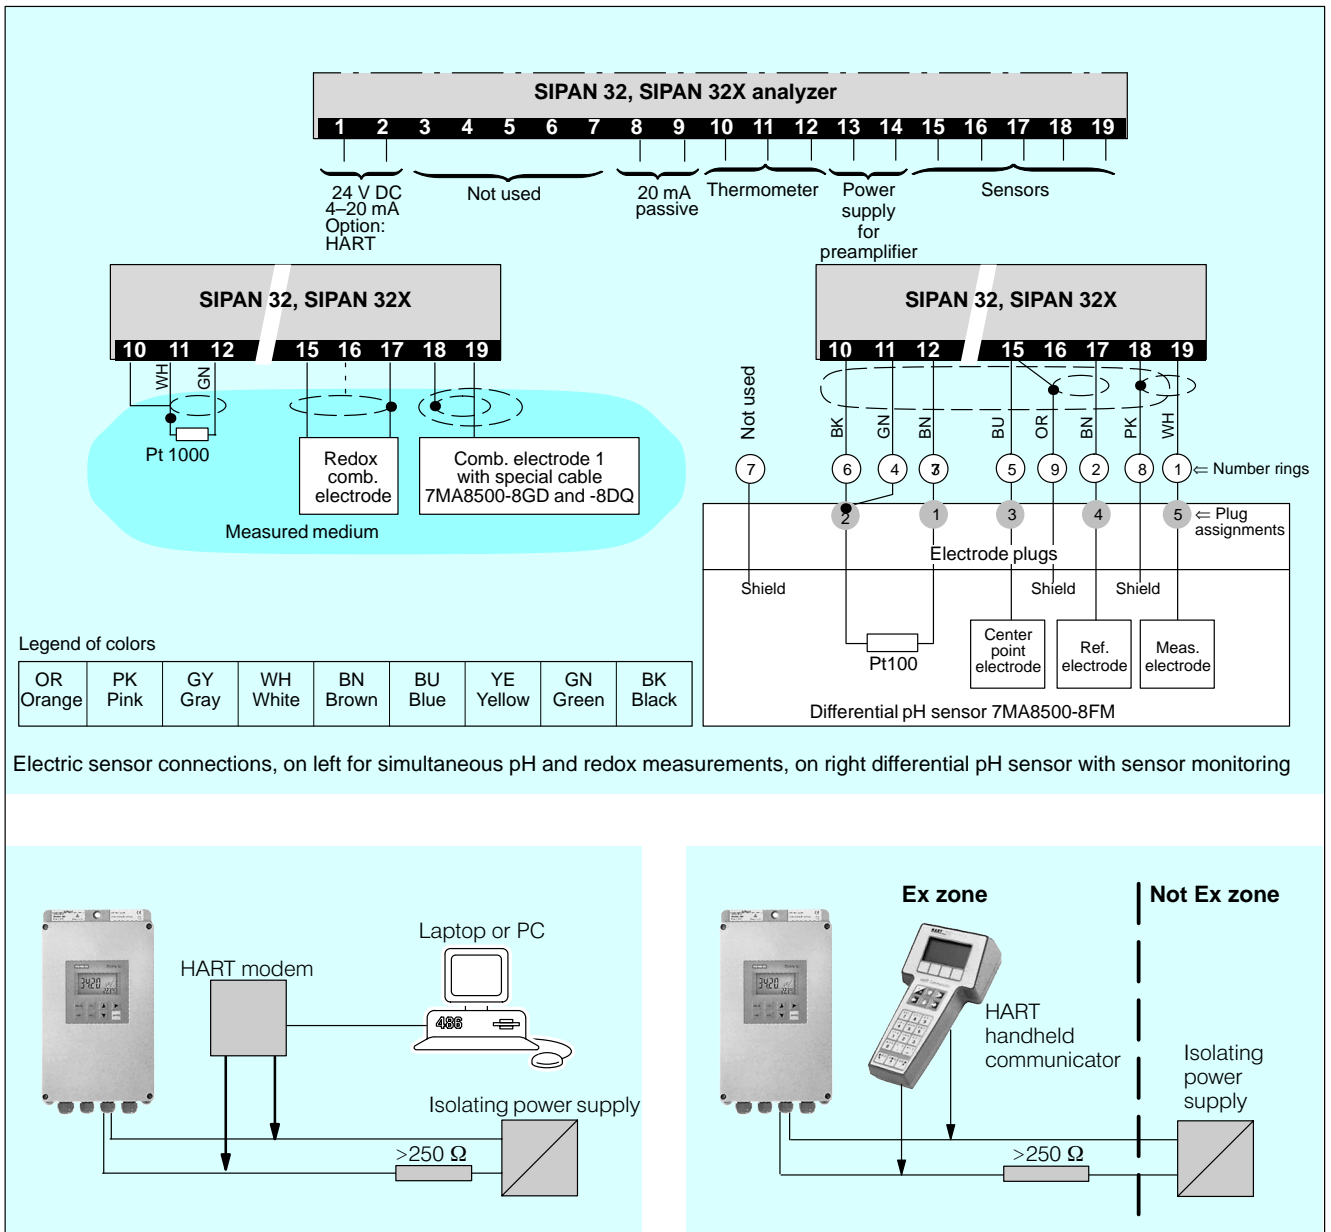 SIPAN 32, SIPAN 32X analyzer
1 2 3 4 5 6 7 8 9 10 11 12 13 14 15 16 17 18 19
24 V DC
4–20 mA
Option:
HART
Not used
20 mA
passive
Thermometer
Power
supply
for
preamplifier
Sensors
SIPAN 32, SIPAN 32X
10 11 12 15 16 17 18 19
WH
GN
Pt 1000
Redox
comb.
electrode
Comb. electrode 1
with special cable
7MA8500-8GD and -8DQ
Measured medium
SIPAN 32, SIPAN 32X
10 11 12 15 16 17 18 19
Not used
BK
GN
BN
BU
OR
BN
PK
WH
7 6 4 3 5 9 2 8 1 ⇐ Number rings
2 1 3 4 5 ⇐ Plug
assignments
Electrode plugs
Shield
Shield
Shield
Pt100
Center
point
electrode
Ref.
electrode
Meas.
electrode
Differential pH sensor 7MA8500-8FM
Legend of colors
OR PK GY WH BN BU YE GN BK
Orange Pink Gray White Brown Blue Yellow Green Black
Electric sensor connections, on left for simultaneous pH and redox measurements, on right differential pH sensor with sensor monitoring
HART modem
Laptop or PC
486
Isolating power supply
>250 Ω
Ex zone
Not Ex zone
HART
HART
handheld
communicator
Isolating
power
supply
>250 Ω